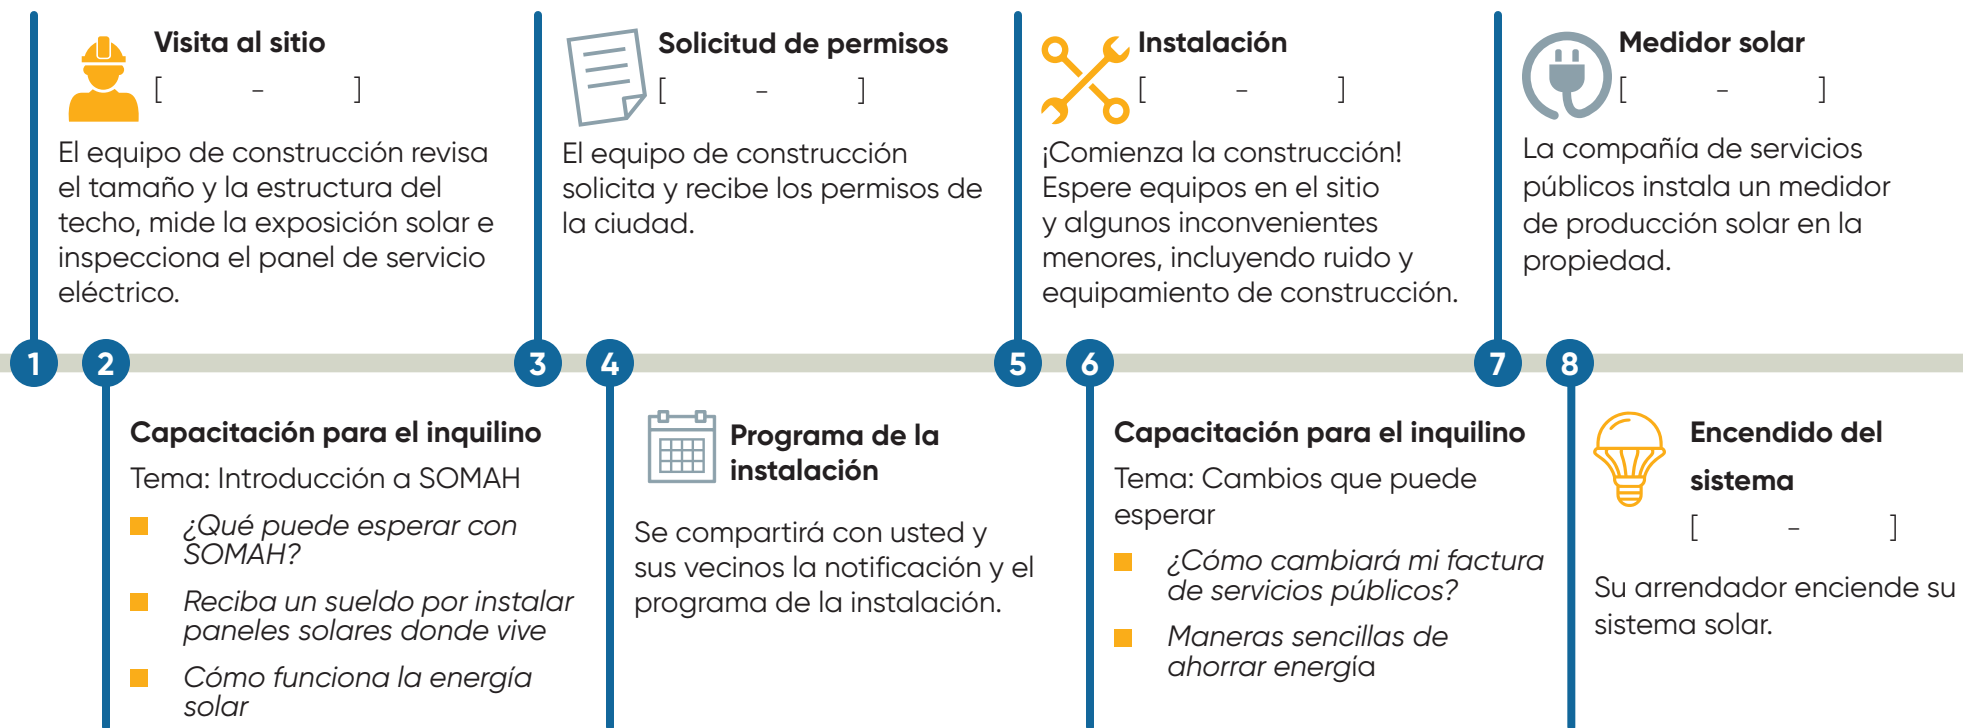 Visita al sitio
[ - ]
El equipo de construcción revisa
el tamaño y la estructura del
techo, mide la exposición solar e
inspecciona el panel de servicio
eléctrico.
Solicitud de permisos
[ - ]
El equipo de construcción
solicita y recibe los permisos de
la ciudad.
Instalación
[ - ]
¡Comienza la construcción!
Espere equipos en el sitio
y algunos inconvenientes
menores, incluyendo ruido y
equipamiento de construcción.
Medidor solar
[ - ]
La compañía de servicios
públicos instala un medidor
de producción solar en la
propiedad.
1 2 3 4 5 6 7 8
Capacitación para el inquilino
Tema: Introducción a SOMAH
¿Qué puede esperar con
SOMAH?
Reciba un sueldo por instalar
paneles solares donde vive
Cómo funciona la energía
solar
Programa de la
instalación
Se compartirá con usted y
sus vecinos la notificación y el
programa de la instalación.
Capacitación para el inquilino
Tema: Cambios que puede
esperar
¿Cómo cambiará mi factura
de servicios públicos?
Maneras sencillas de
ahorrar energía
Encendido del
sistema
[ - ]
Su arrendador enciende su
sistema solar.